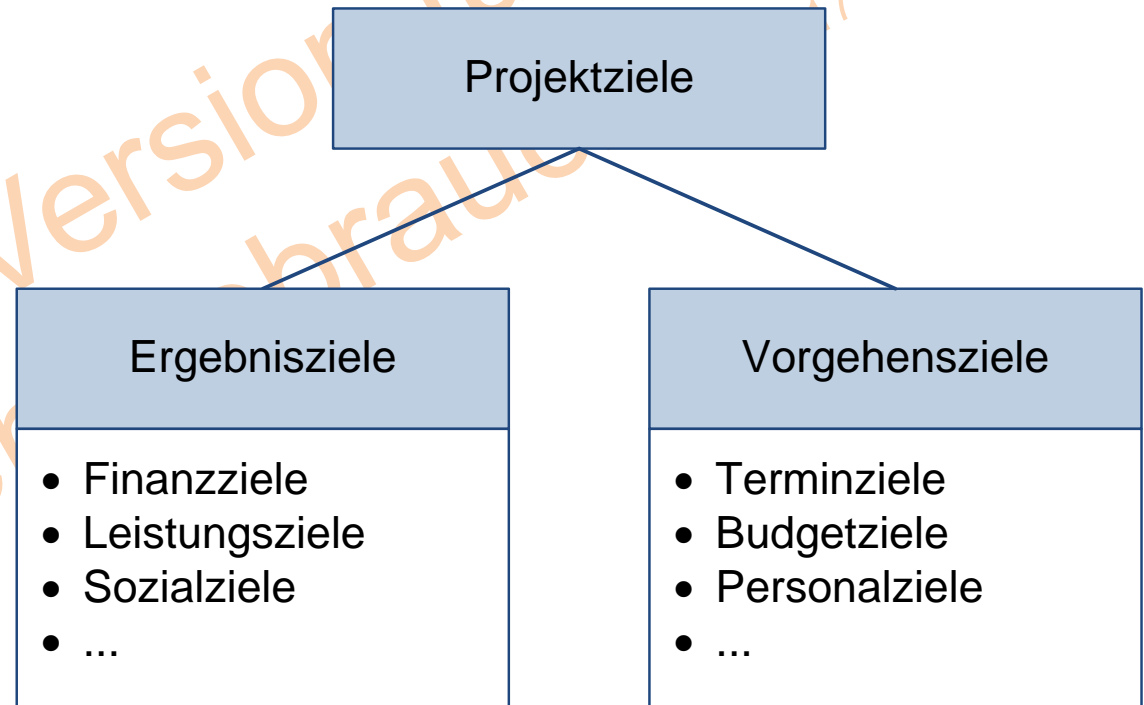 Projektziele
Ergebnisziele
• Finanzziele
• Leistungsziele
• Sozialziele
• ...
Vorgehensziele
• Terminziele
• Budgetziele
• Personalziele
• ...